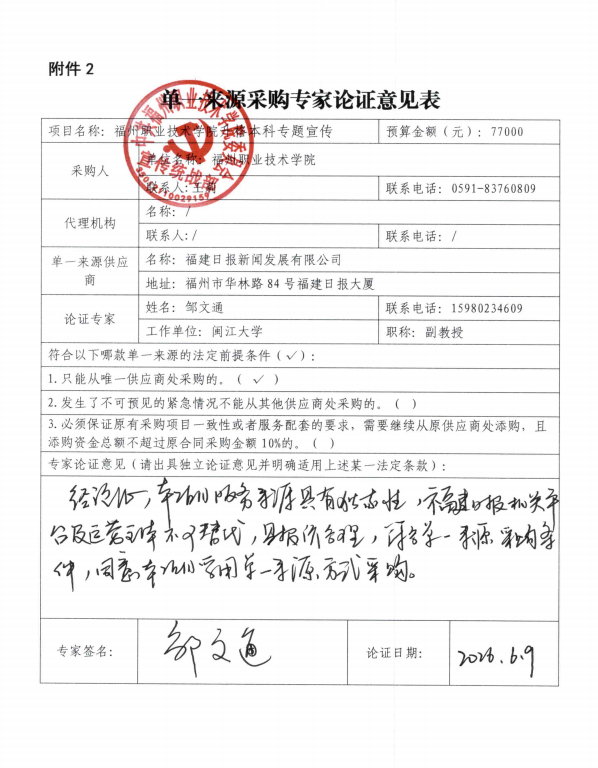 附件 2
单一来源采购专家论证意见表
项目名称：福州职业技术学院升格本科专题宣传 预算金额（元）：77000
采购人 单位名称：福州职业技术学院
联系人：王莉 联系电话：0591-83760809
代理机构 名称：/
联系人：/ 联系电话：/
单一来源供应商 名称：福建日报新闻发展有限公司
地址：福州市华林路 84 号福建日报大厦
论证专家 姓名：邹文通 联系电话：15980234609
工作单位：闽江大学 职称：副教授
符合以下哪款单一来源的法定前提条件（✓）：
1.只能从唯一供应商处采购的。（ ✓ ）
2.发生了不可预见的紧急情况不能从其他供应商处采购的。（ ）
3.必须保证原有采购项目一致性或者服务配套的要求，需要继续从原供应商处添购，且
添购资金总额不超过原合同采购金额 10%的。（ ）
专家论证意见（请出具独立论证意见并明确适用上述某一法定条款）：
经论证，本项目服务来源具有独特性，福建日报相关平
台及运营主体不可替代，且报价合理，符合单一来源采购条
件，同意本项目采用单一来源方式采购。
专家签名： 邹文通 论证日期： 2026.6.9